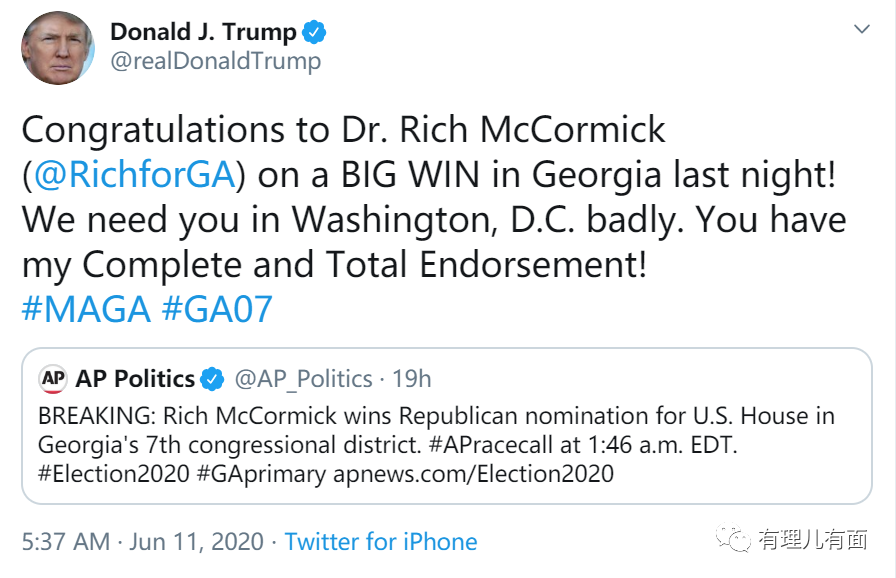 Donald J. Trump
@realDonaldTrump
Congratulations to Dr. Rich McCormick
(@RichforGA) on a BIG WIN in Georgia last night!
We need you in Washington, D.C. badly. You have
my Complete and Total Endorsement!
#MAGA #GA07
AP AP Politics @AP_Politics · 19h
BREAKING: Rich McCormick wins Republican nomination for U.S. House in
Georgia's 7th congressional district. #APracecall at 1:46 a.m. EDT.
#Election2020 #GAprimary apnews.com/Election2020
5:37 AM · Jun 11, 2020 · Twitter for iPhone
有理儿有面